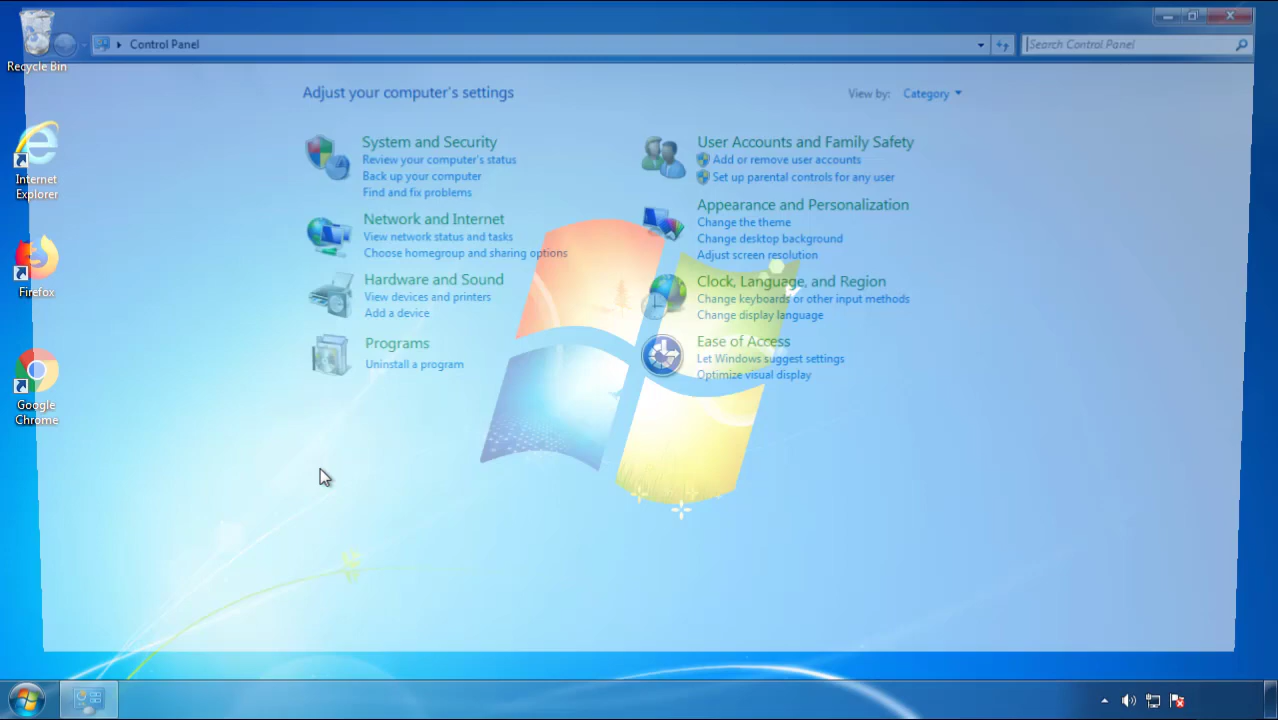 Recycle Bin
Internet Explorer
Firefox
Google Chrome
Control Panel
Search Control Panel
Adjust your computer's settings
View by: Category
System and Security
Review your computer's status
Back up your computer
Find and fix problems
Network and Internet
View network status and tasks
Choose homegroup and sharing options
Hardware and Sound
View devices and printers
Add a device
Programs
Uninstall a program
User Accounts and Family Safety
Add or remove user accounts
Set up parental controls for any user
Appearance and Personalization
Change the theme
Change desktop background
Adjust screen resolution
Clock, Language, and Region
Change keyboards or other input methods
Change display language
Ease of Access
Let Windows suggest settings
Optimize visual display